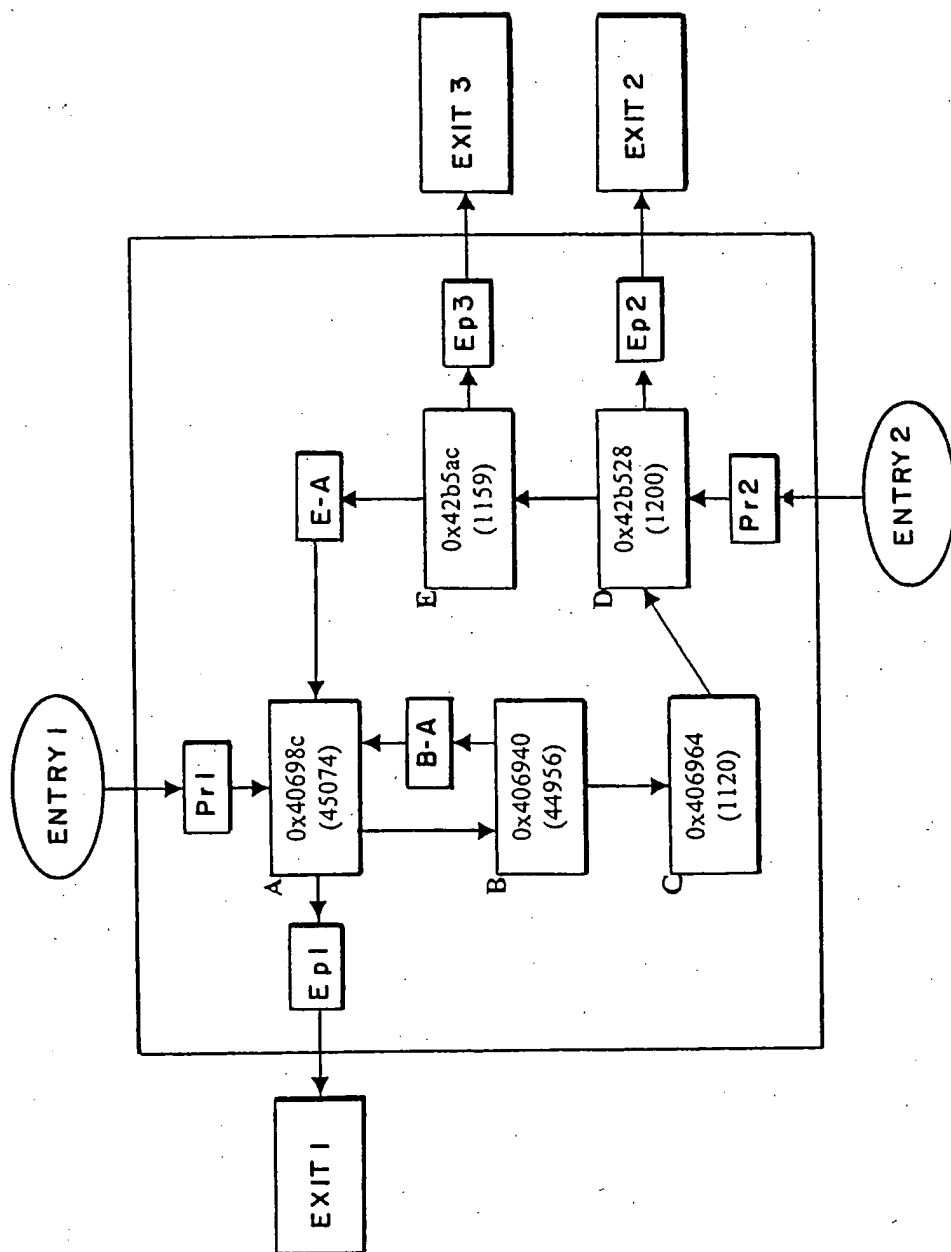 ENTRY 1
Pr1
EXIT 1
Ep1
A
0x40698c
(45074)
B-A
B
0x406940
(44956)
C
0x406964
(1120)
E-A
E
0x42b5ac
(1159)
Ep3
EXIT 3
D
0x42b528
(1200)
Ep2
EXIT 2
Pr2
ENTRY 2